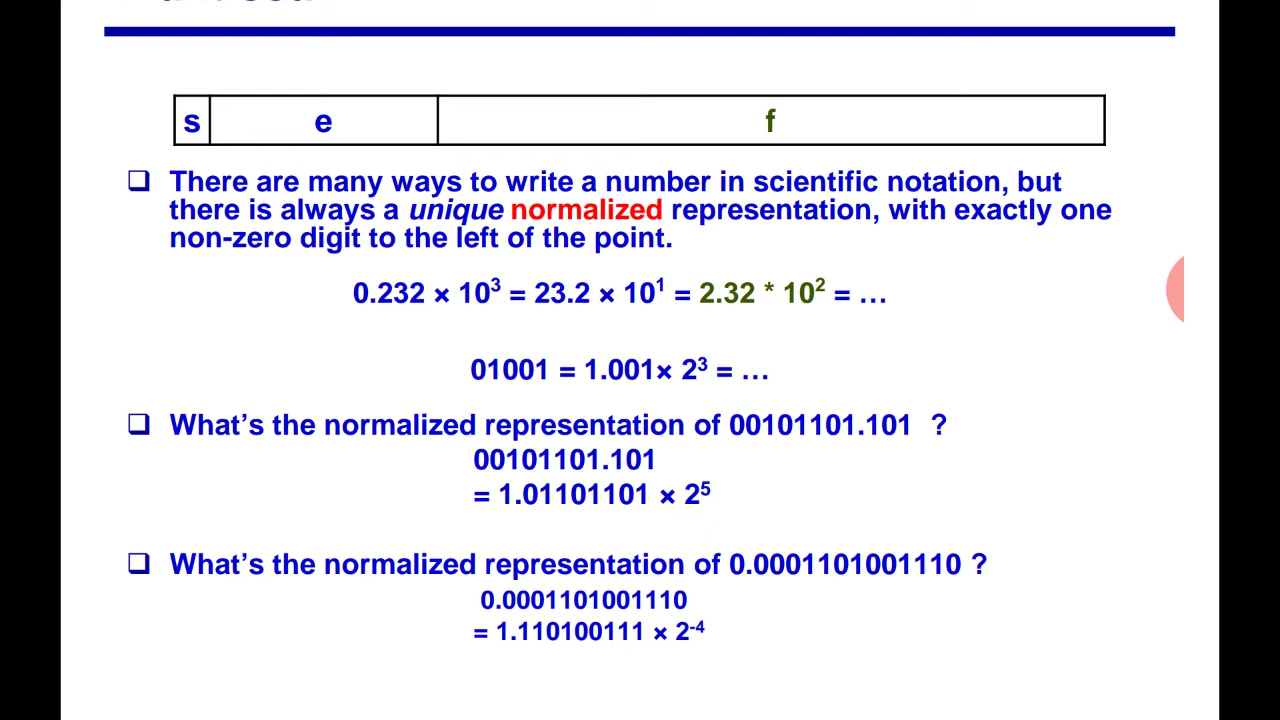 s e f
❑ There are many ways to write a number in scientific notation, but
there is always a unique normalized representation, with exactly one
non-zero digit to the left of the point.
0.232 × 10³ = 23.2 × 10¹ = 2.32 * 10² = …
01001 = 1.001× 2³ = …
❑ What’s the normalized representation of 00101101.101 ?
00101101.101
= 1.01101101 × 2⁵
❑ What’s the normalized representation of 0.0001101001110 ?
0.0001101001110
= 1.110100111 × 2⁻⁴